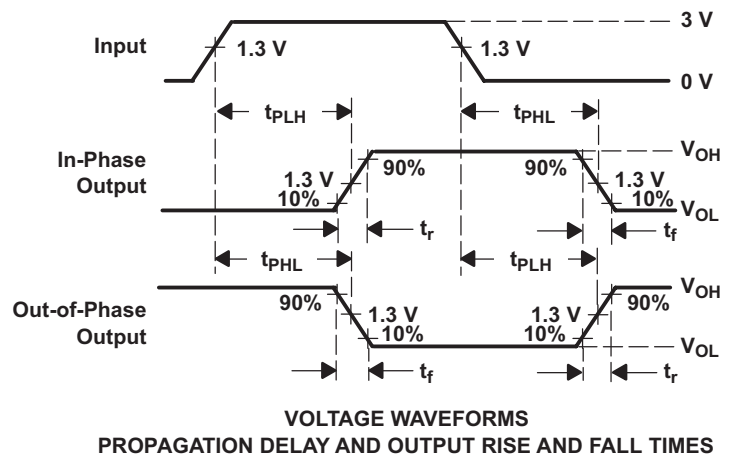 3 V
Input
1.3 V
1.3 V
0 V
tPLH
tPHL
VOH
In-Phase
Output
90%
90%
1.3 V
1.3 V
10%
10%
VOL
tr
tf
tPHL
tPLH
VOH
Out-of-Phase
Output
90%
90%
1.3 V
1.3 V
10%
10%
VOL
tf
tr
VOLTAGE WAVEFORMS
PROPAGATION DELAY AND OUTPUT RISE AND FALL TIMES